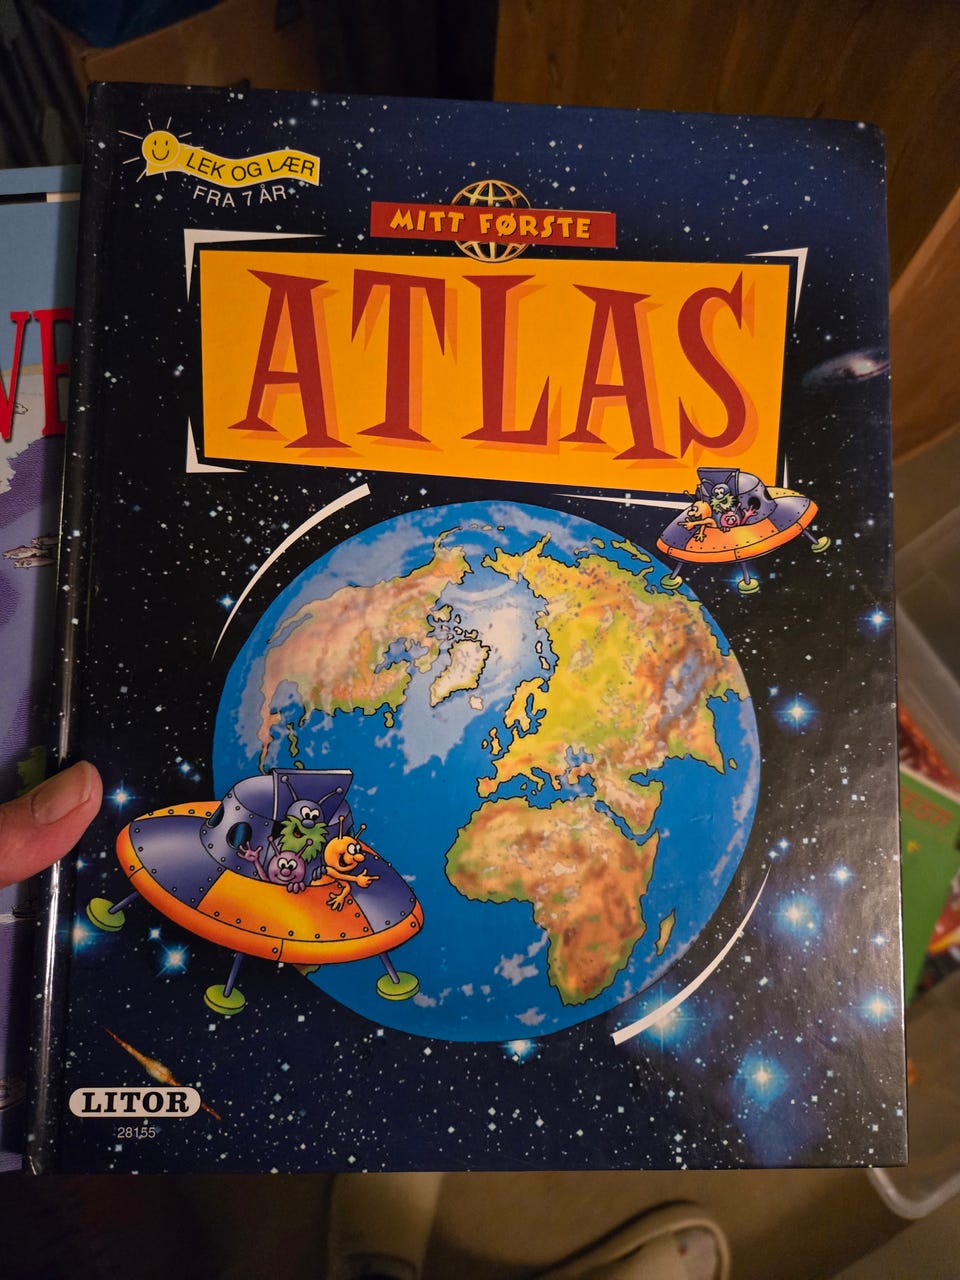 LEK OG LÆR
FRA 7 ÅR
MITT FØRSTE
ATLAS
LITOR
28155